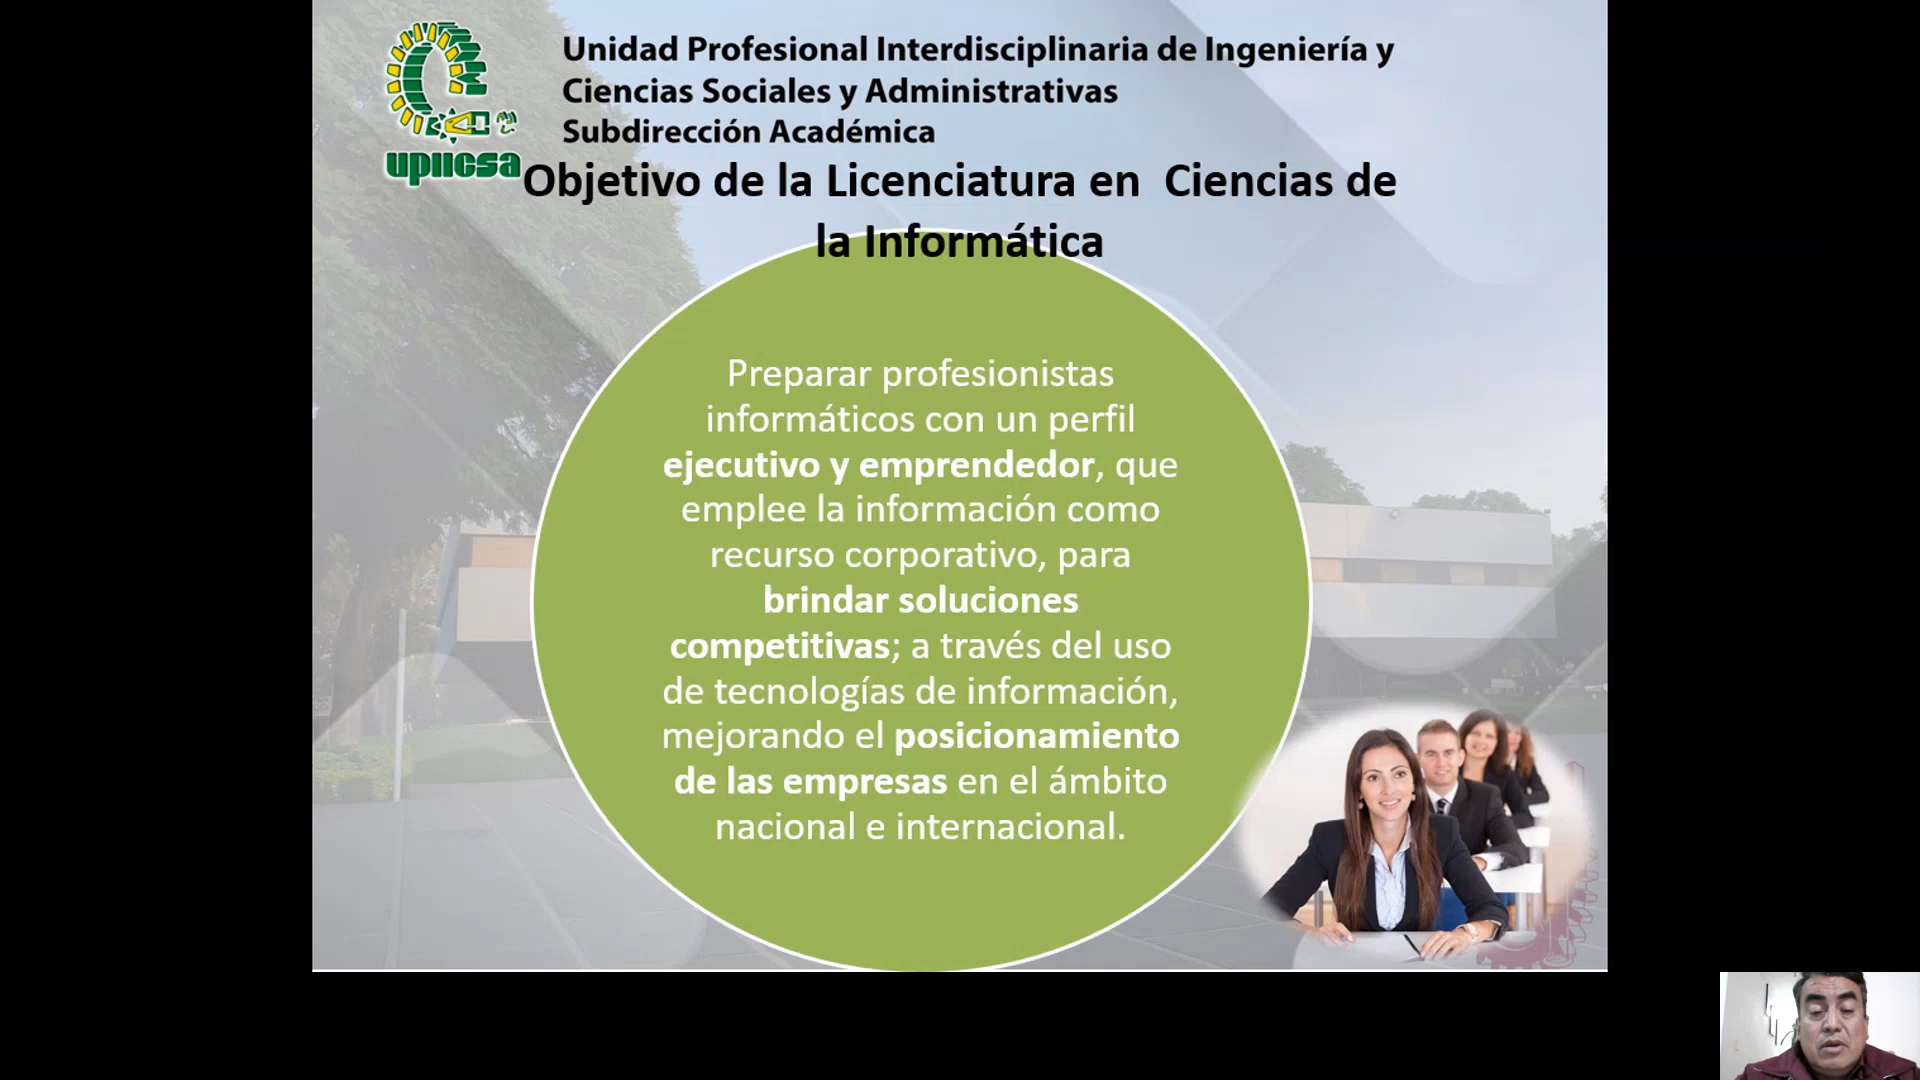 Unidad Profesional Interdisciplinaria de Ingeniería y
Ciencias Sociales y Administrativas
Subdirección Académica
upiicsa
Objetivo de la Licenciatura en Ciencias de
la Informática
Preparar profesionistas
informáticos con un perfil
ejecutivo y emprendedor, que
emplee la información como
recurso corporativo, para
brindar soluciones
competitivas; a través del uso
de tecnologías de información,
mejorando el posicionamiento
de las empresas en el ámbito
nacional e internacional.